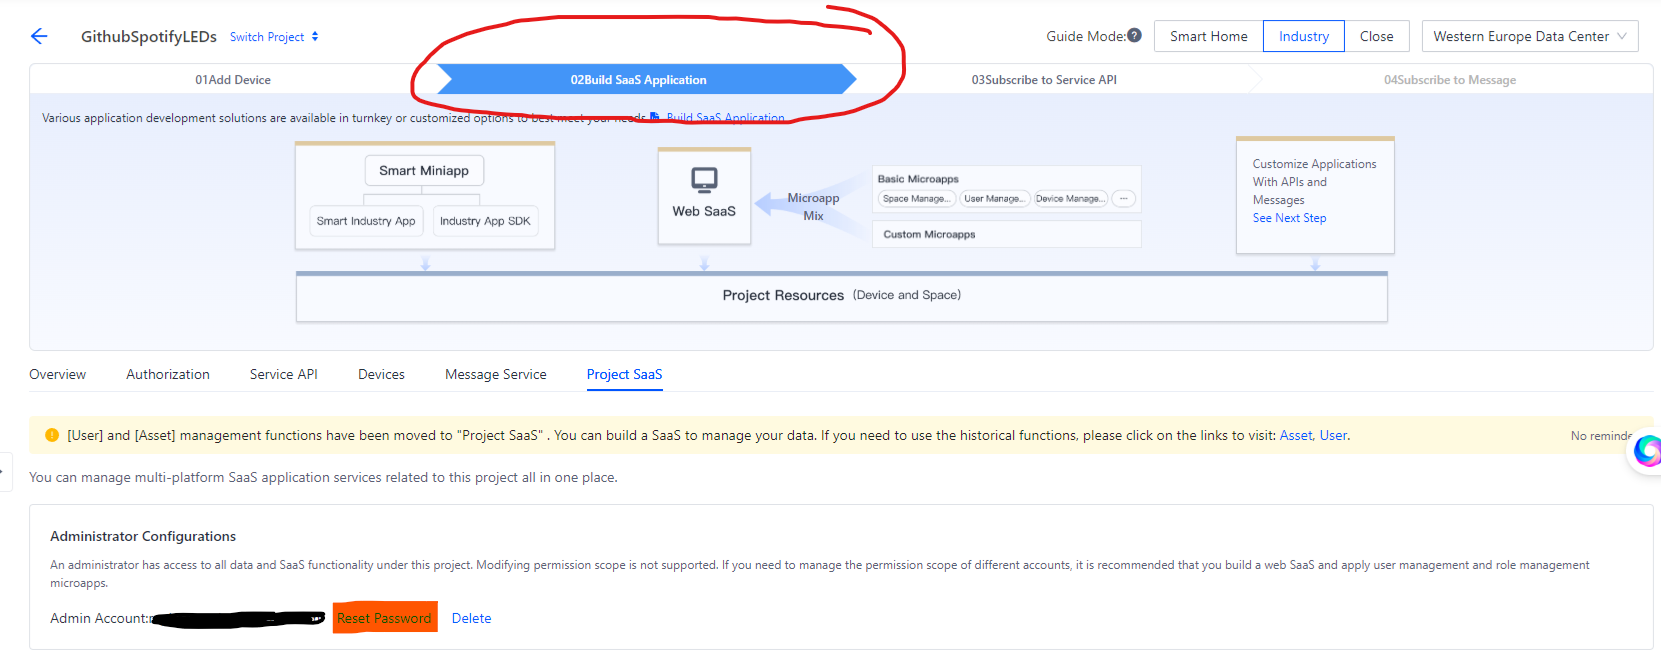 GithubSpotifyLEDs Switch Project
Guide Mode: ? Smart Home Industry Close Western Europe Data Center
01Add Device 02Build SaaS Application 03Subscribe to Service API 04Subscribe to Message
Various application development solutions are available in turnkey or customized options to best meet your needs Build SaaS Application
Smart Miniapp
Smart Industry App Industry App SDK
Web SaaS
Microapp
Mix
Basic Microapps
Space Manage... User Manage... Device Manage... ...
Custom Microapps
Customize Applications
With APIs and
Messages
See Next Step
Project Resources (Device and Space)
Overview Authorization Service API Devices Message Service Project SaaS
[User] and [Asset] management functions have been moved to "Project SaaS" . You can build a SaaS to manage your data. If you need to use the historical functions, please click on the links to visit: Asset, User. No reminde
You can manage multi-platform SaaS application services related to this project all in one place.
Administrator Configurations
An administrator has access to all data and SaaS functionality under this project. Modifying permission scope is not supported. If you need to manage the permission scope of different accounts, it is recommended that you build a web SaaS and apply user management and role management
microapps.
Admin Account: Reset Password Delete